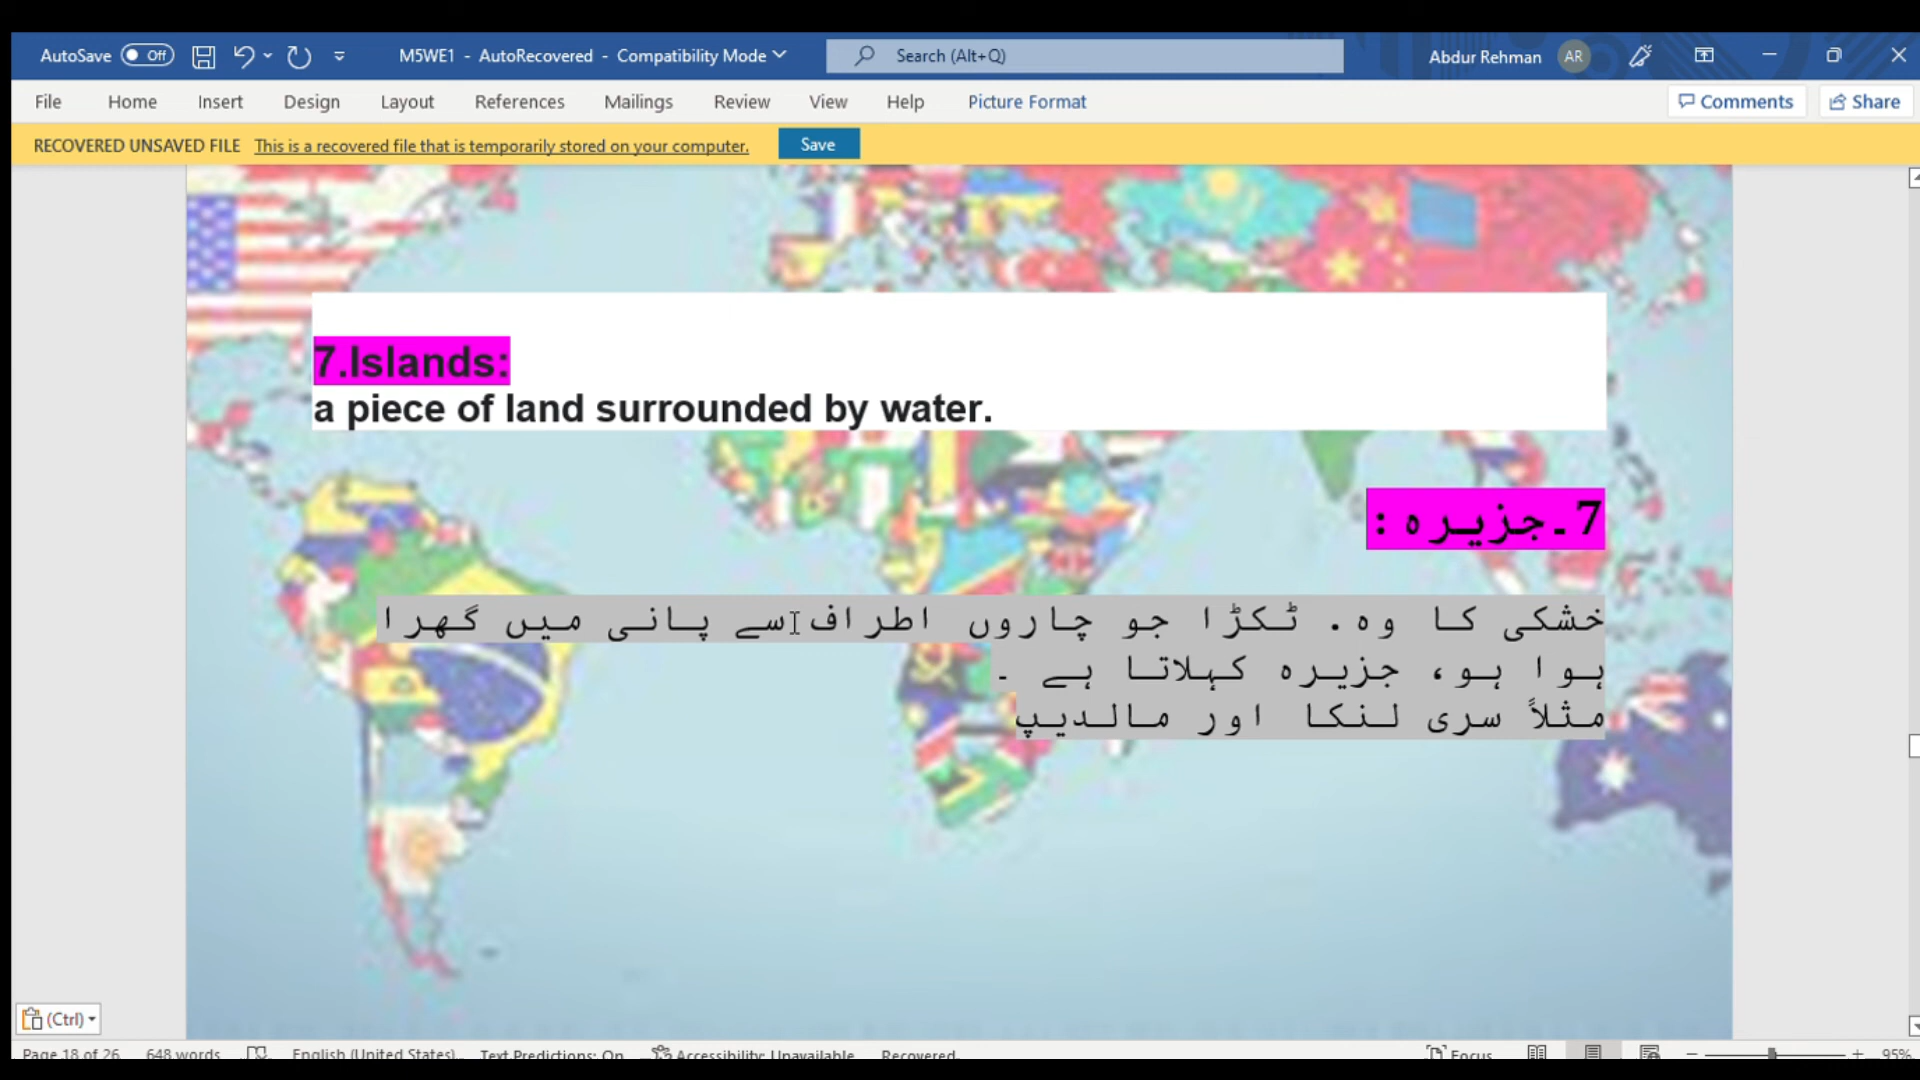 AutoSave Off M5WE1 - AutoRecovered - Compatibility Mode Search (Alt+Q) Abdur Rehman AR
File Home Insert Design Layout References Mailings Review View Help Picture Format Comments Share
RECOVERED UNSAVED FILE This is a recovered file that is temporarily stored on your computer. Save
7.Islands:
a piece of land surrounded by water.
7۔جزیرہ :
خشکی کا وہ. ٹکڑا جو چاروں اطراف سے پانی میں گھرا
ہوا ہو، جزیرہ کہلاتا ہے ۔
مثلاً سری لنکا اور مالدیپ
(Ctrl)
Page 18 of 26 648 words English (United States) Text Predictions: On Accessibility: Unavailable Recovered Focus 95%